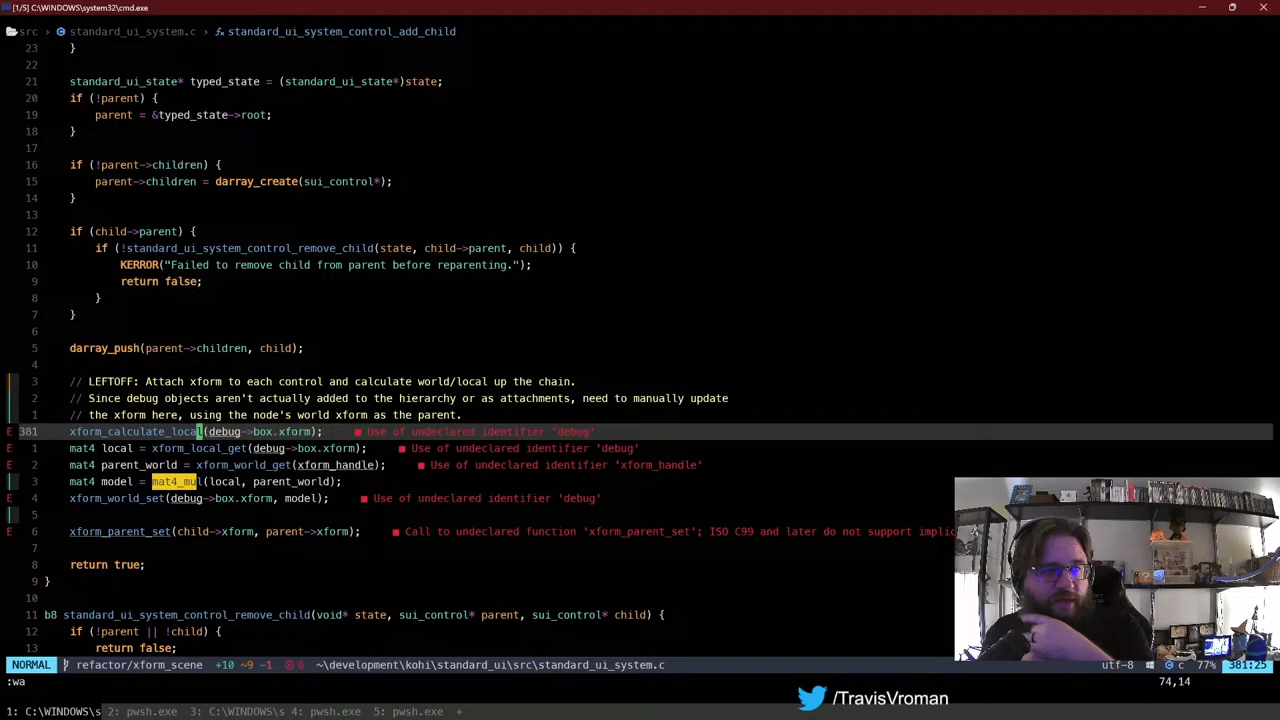 [1/5] C:\WINDOWS\system32\cmd.exe
src > standard_ui_system.c > standard_ui_system_control_add_child
23 }
22
21 standard_ui_state* typed_state = (standard_ui_state*)state;
20 if (!parent) {
19 parent = &typed_state->root;
18 }
17
16 if (!parent->children) {
15 parent->children = darray_create(sui_control*);
14 }
13
12 if (child->parent) {
11 if (!standard_ui_system_control_remove_child(state, child->parent, child)) {
10 KERROR("Failed to remove child from parent before reparenting.");
9 return false;
8 }
7 }
6
5 darray_push(parent->children, child);
4
3 // LEFTOFF: Attach xform to each control and calculate world/local up the chain.
2 // Since debug objects aren't actually added to the hierarchy or as attachments, need to manually update
1 // the xform here, using the node's world xform as the parent.
E 381 xform_calculate_local(debug->box.xform); ■ Use of undeclared identifier 'debug'
E 1 mat4 local = xform_local_get(debug->box.xform); ■ Use of undeclared identifier 'debug'
E 2 mat4 parent_world = xform_world_get(xform_handle); ■ Use of undeclared identifier 'xform_handle'
3 mat4 model = mat4_mul(local, parent_world);
E 4 xform_world_set(debug->box.xform, model); ■ Use of undeclared identifier 'debug'
5
E 6 xform_parent_set(child->xform, parent->xform); ■ Call to undeclared function 'xform_parent_set'; ISO C99 and later do not support implic
7
8 return true;
9 }
10
11 b8 standard_ui_system_control_remove_child(void* state, sui_control* parent, sui_control* child) {
12 if (!parent || !child) {
13 return false;
NORMAL refactor/xform_scene +10 ~9 -1 6 ~\development\kohi\standard_ui\src\standard_ui_system.c utf-8 c 77% 381:25
:wa 74,14
/TravisVroman
1: C:\WINDOWS\s 2: pwsh.exe 3: C:\WINDOWS\s 4: pwsh.exe 5: pwsh.exe +